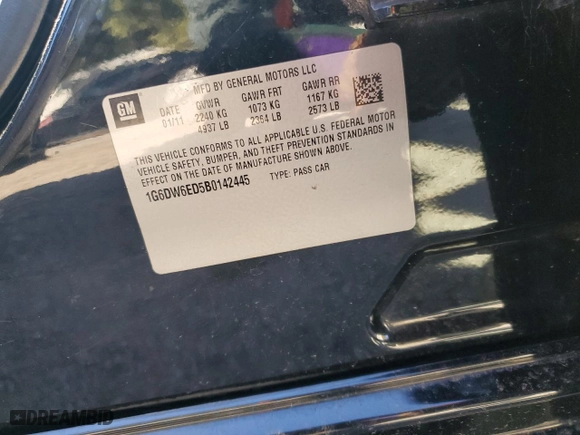 GM
MFD BY GENERAL MOTORS LLC
DATE GVWR GAWR FRT GAWR RR
01/11 2240 KG 1073 KG 1167 KG
4937 LB 2364 LB 2573 LB
THIS VEHICLE CONFORMS TO ALL APPLICABLE U.S. FEDERAL MOTOR
VEHICLE SAFETY, BUMPER, AND THEFT PREVENTION STANDARDS IN
EFFECT ON THE DATE OF MANUFACTURE SHOWN ABOVE.
1G6DW6ED5B0142445 TYPE: PASS CAR
DREAMBID